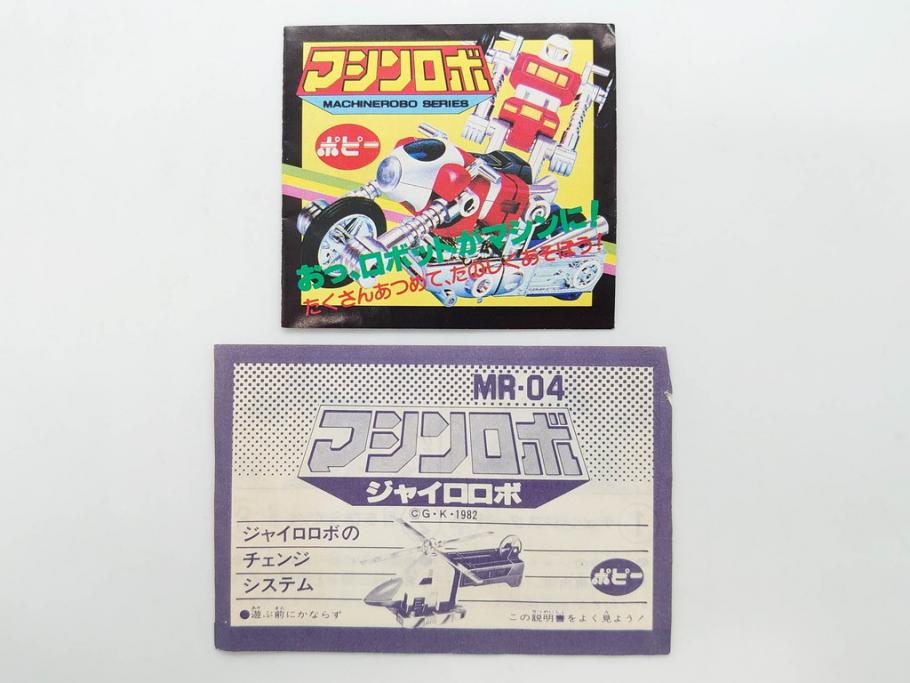 マシンロボ
MACHINEROBO SERIES
ポピー
おっ、ロボットがマシンに!
たくさんあつめて、たのしくあそぼう!
MR·04
マシンロボ
ジャイロロボ
©G·K·1982
ジャイロロボの
チェンジ
システム
ポピー
●遊ぶ前にかならず
この説明書をよく見よう!